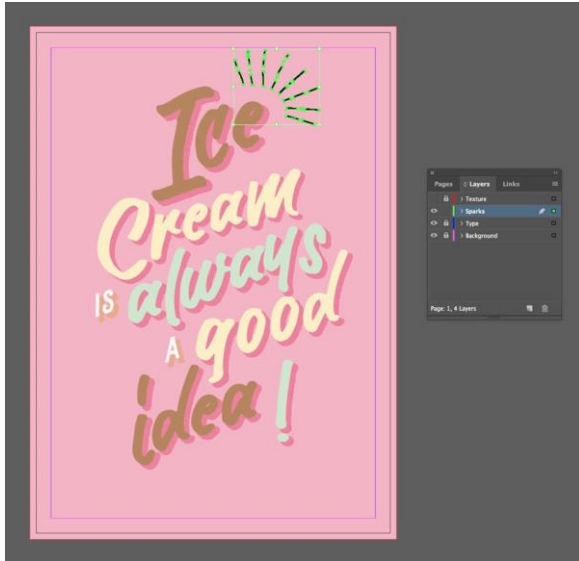 Ice
Cream
IS always
A good
idea!
Pages Layers Links
Texture
Sparks
Type
Background
Page: 1, 4 Layers